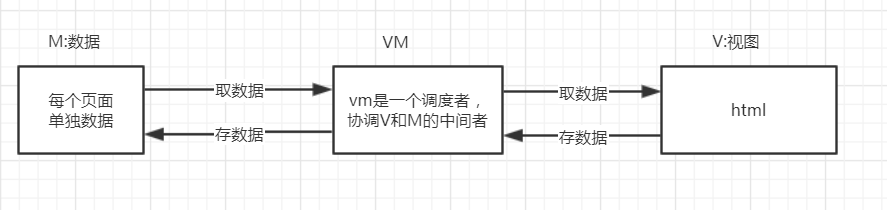 M:数据
VM
V:视图
每个页面
单独数据
取数据
存数据
vm是一个调度者，
协调V和M的中间者
取数据
存数据
html